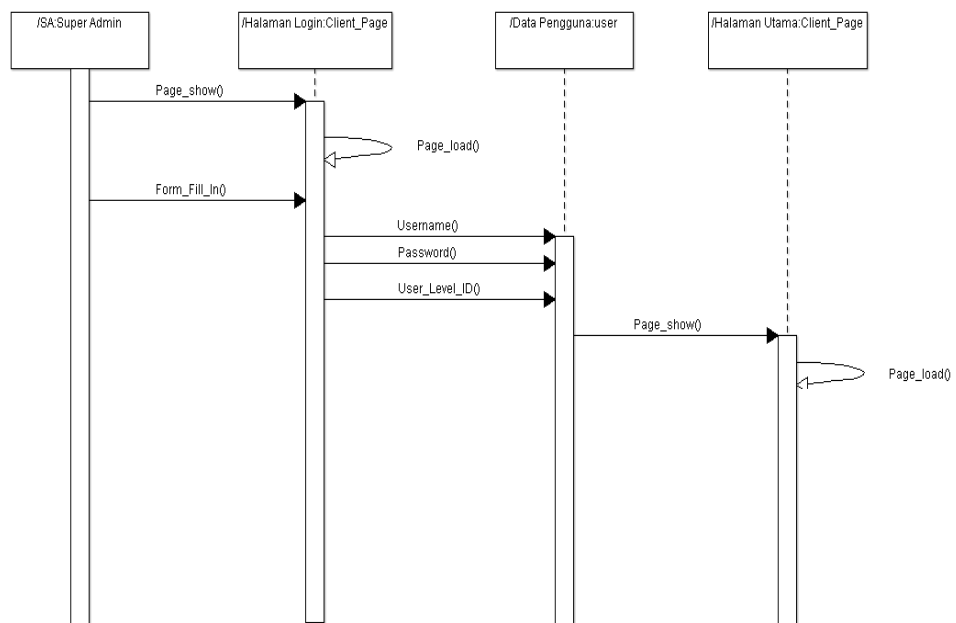 /SA:Super Admin
/Halaman Login:Client_Page
/Data Pengguna:user
/Halaman Utama:Client_Page
Page_show()
Page_load()
Form_Fill_In()
Username()
Password()
User_Level_ID()
Page_show()
Page_load()